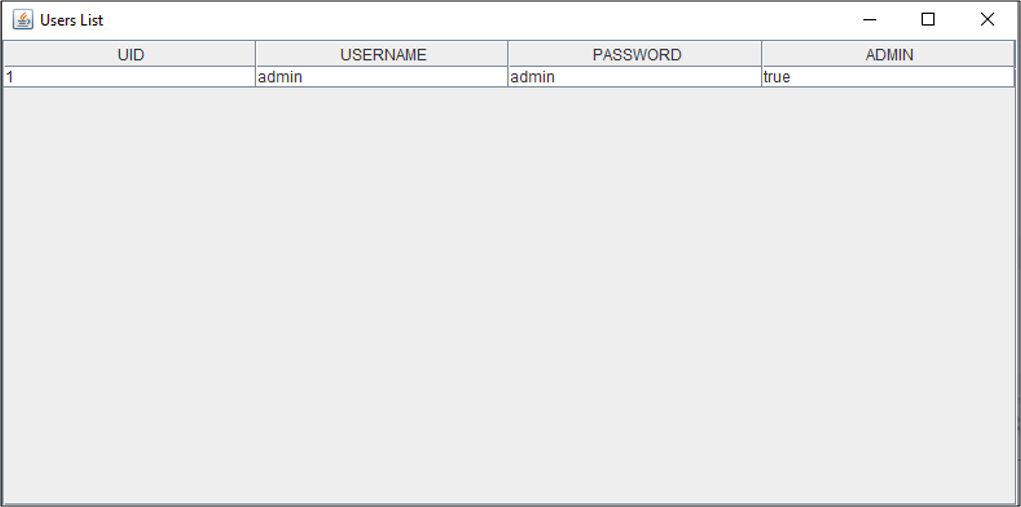 Users List
UID USERNAME PASSWORD ADMIN
1 admin admin true